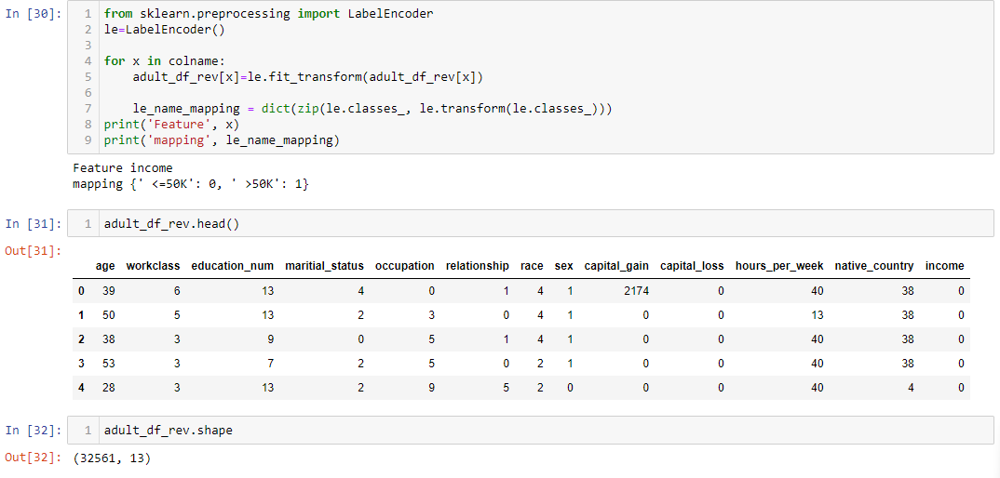 In [30]:
1 from sklearn.preprocessing import LabelEncoder
2 le=LabelEncoder()
3
4 for x in colname:
5     adult_df_rev[x]=le.fit_transform(adult_df_rev[x])
6
7     le_name_mapping = dict(zip(le.classes_, le.transform(le.classes_)))
8 print('Feature', x)
9 print('mapping', le_name_mapping)
Feature income
mapping {' <=50K': 0, ' >50K': 1}
In [31]: 1 adult_df_rev.head()
Out[31]:
age workclass education_num maritial_status occupation relationship race sex capital_gain capital_loss hours_per_week native_country income
0 39 6 13 4 0 1 4 1 2174 0 40 38 0
1 50 5 13 2 3 0 4 1 0 0 13 38 0
2 38 3 9 0 5 1 4 1 0 0 40 38 0
3 53 3 7 2 5 0 2 1 0 0 40 38 0
4 28 3 13 2 9 5 2 0 0 0 40 4 0
In [32]: 1 adult_df_rev.shape
Out[32]: (32561, 13)